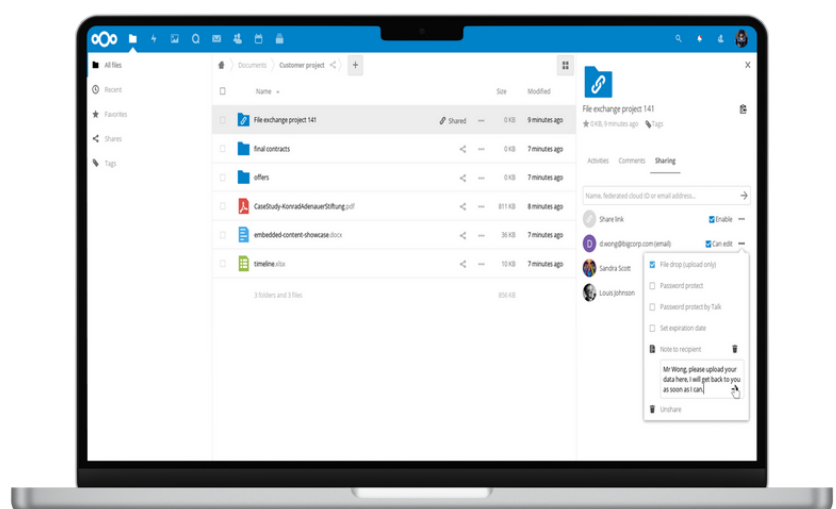 All files
Recent
Favorites
Shares
Tags
Documents
Customer project
Name
Size
Modified
File exchange project 141
Shared
0 KB
9 minutes ago
final contracts
0 KB
7 minutes ago
offers
0 KB
7 minutes ago
CaseStudy-KonradAdenauerStiftung.pdf
811 KB
8 minutes ago
embedded-content-showcase.docx
36 KB
7 minutes ago
timeline.xlsx
10 KB
7 minutes ago
3 folders and 3 files
856 KB
File exchange project 141
0 KB, 9 minutes ago
Tags
Activities
Comments
Sharing
Name, federated cloud ID or email address...
Share link
Enable
D
d.wong@bigcorp.com (email)
Can edit
Sandra Scott
Louis Johnson
File drop (upload only)
Password protect
Password protect by Talk
Set expiration date
Note to recipient
Mr Wong, please upload your
data here, I will get back to you
as soon as I can.
Unshare